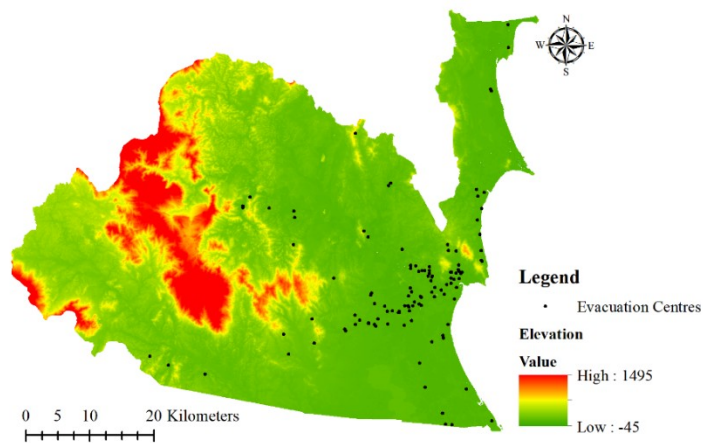 N
W E
S
Legend
Evacuation Centres
Elevation
Value
High : 1495
Low : -45
0 5 10 20 Kilometers